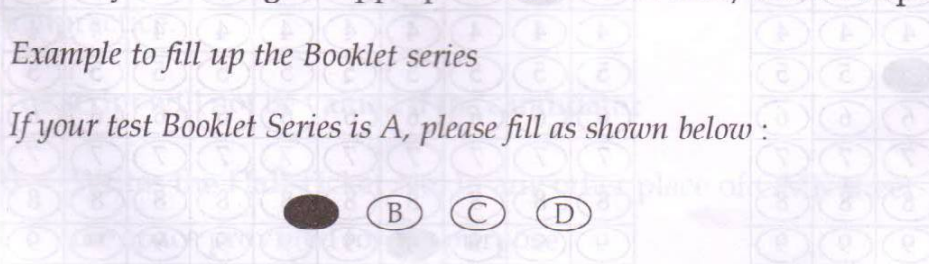 Example to fill up the Booklet series
If your test Booklet Series is A, please fill as shown below :
B C D